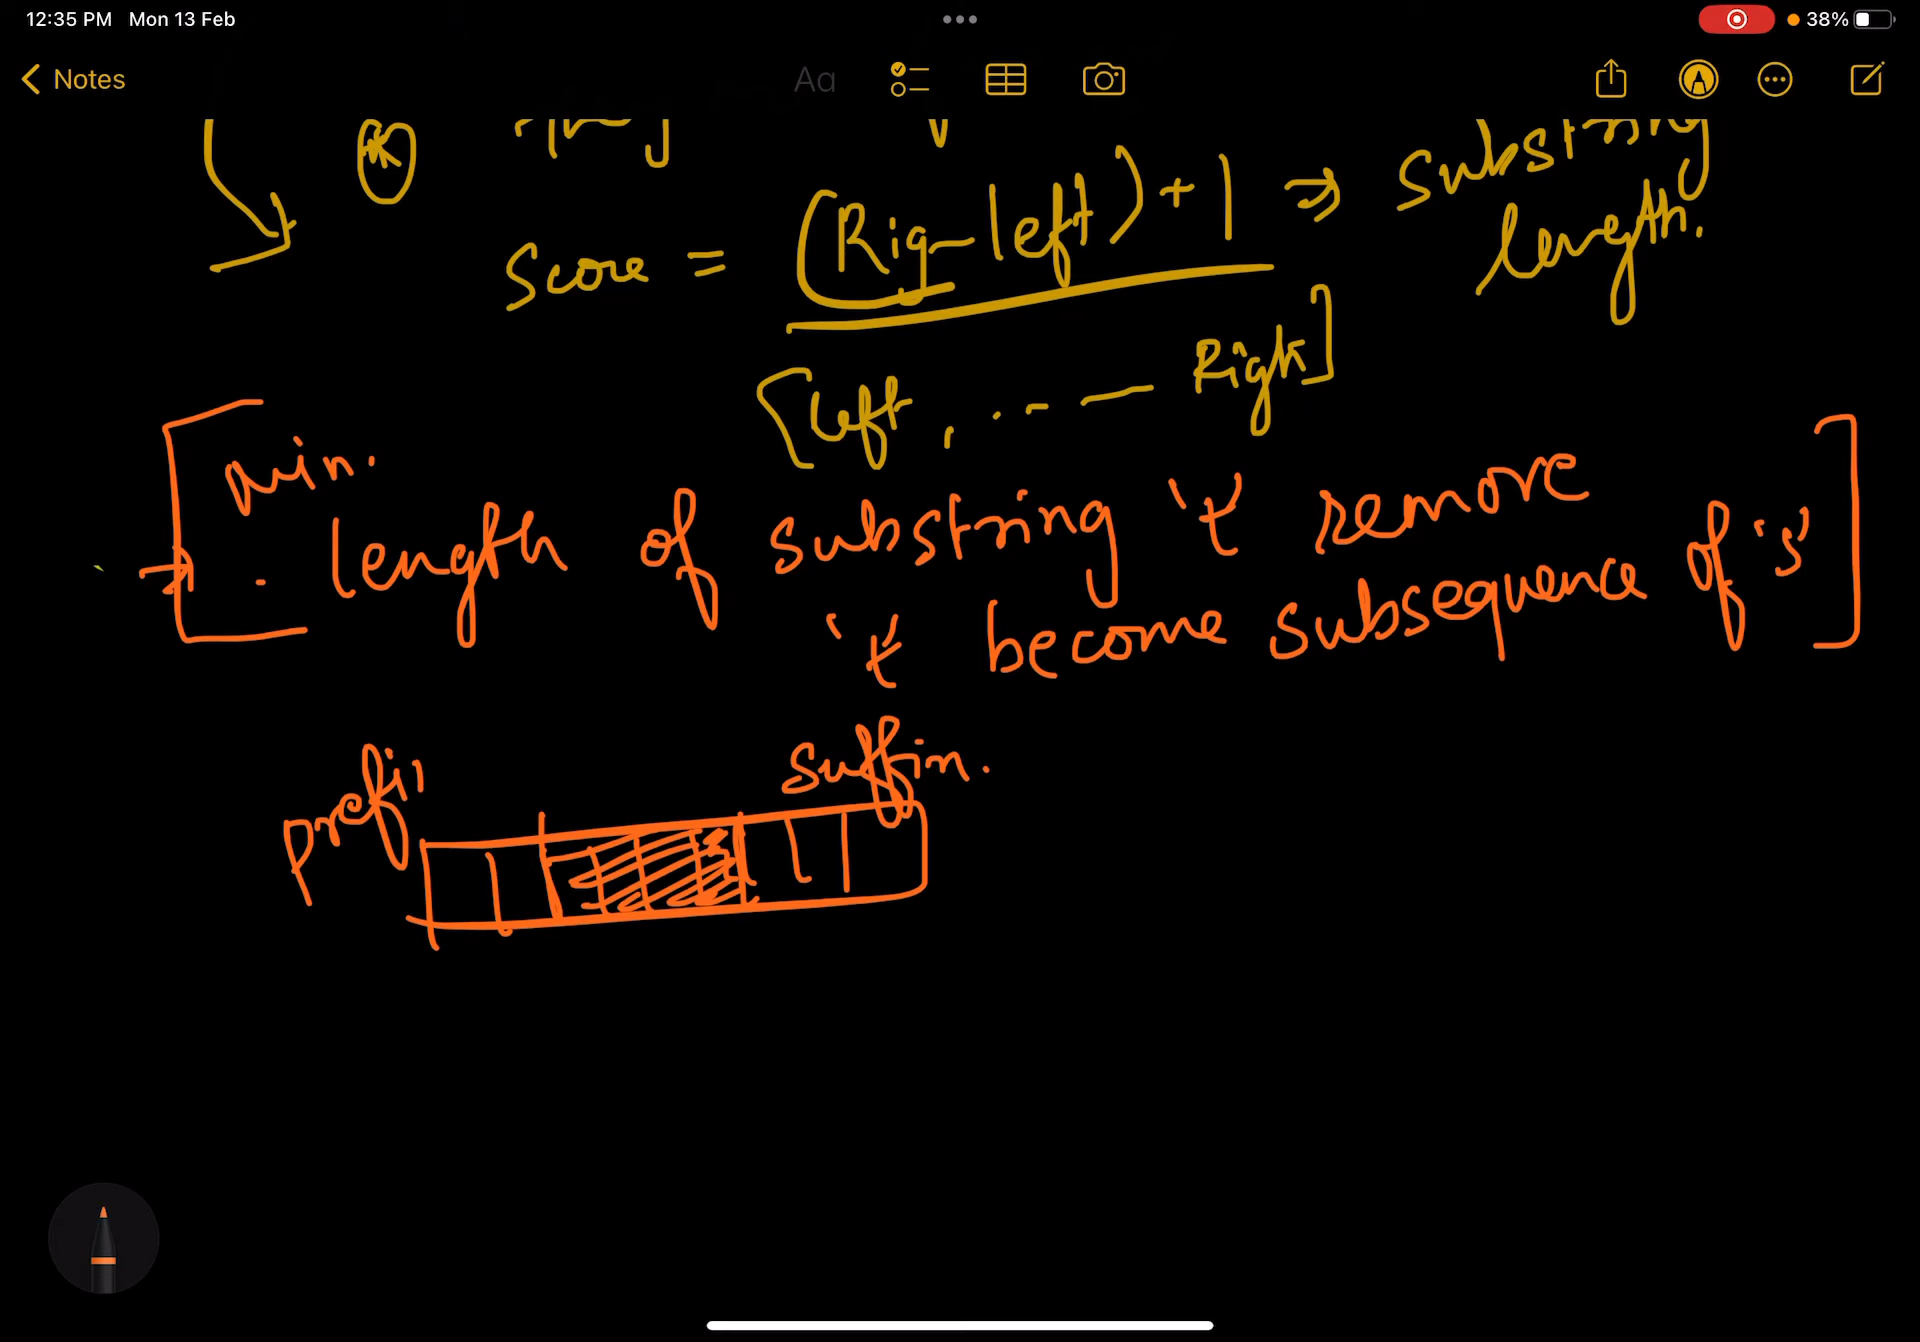 12:35 PM Mon 13 Feb
38%
Notes
Aa
Score = (Rig-left)+1 ⇒ substring
length.
[left, ..- — Right]
min.
→ . length of substring 't remove
't become subsequence of 's'
prefix
suffin.